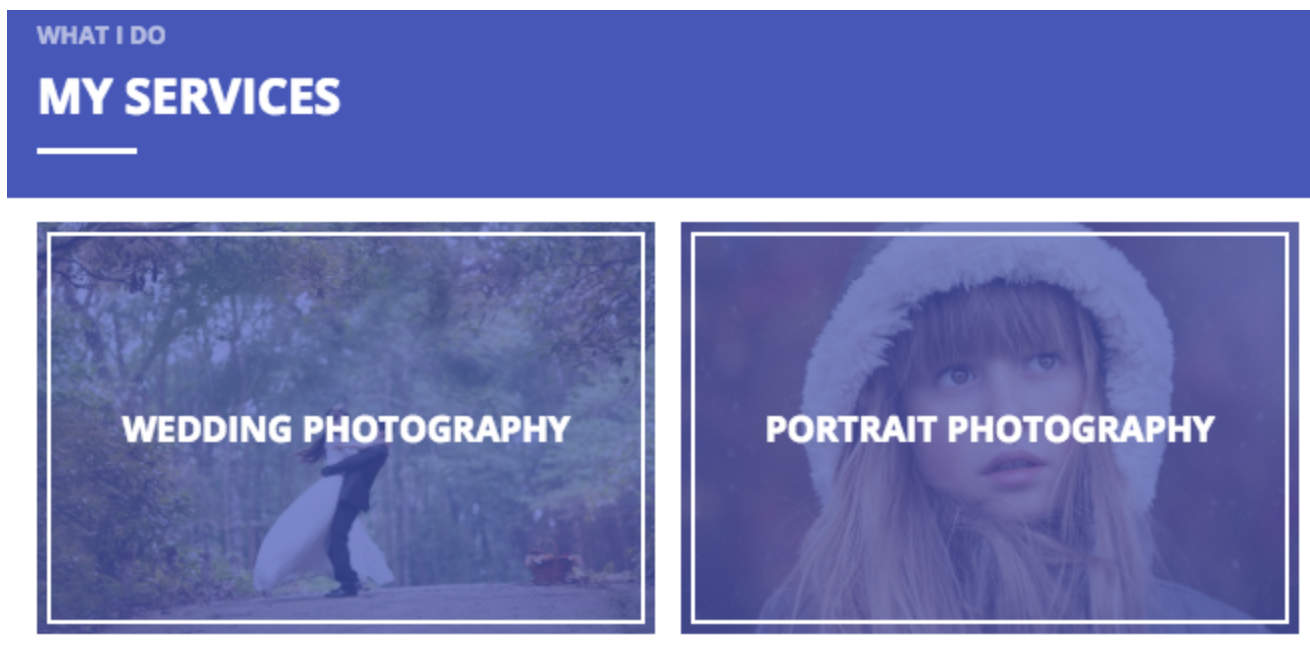 WHAT I DO
MY SERVICES
WEDDING PHOTOGRAPHY
PORTRAIT PHOTOGRAPHY